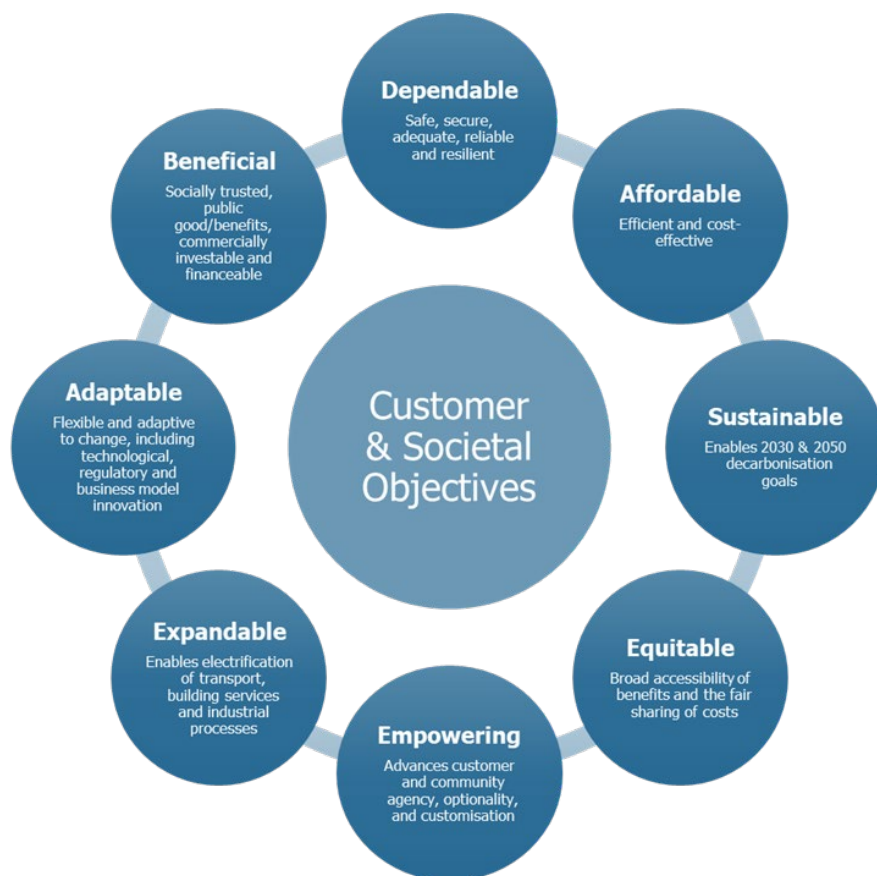 Dependable
Safe, secure,
adequate, reliable
and resilient
Affordable
Efficient and cost-
effective
Sustainable
Enables 2030 & 2050
decarbonisation
goals
Equitable
Broad accessibility of
benefits and the fair
sharing of costs
Empowering
Advances customer
and community
agency, optionality,
and customisation
Expandable
Enables electrification
of transport,
building services
and industrial
processes
Adaptable
Flexible and adaptive
to change, including
technological,
regulatory and
business model
innovation
Beneficial
Socially trusted,
public
good/benefits,
commercially
investable and
financeable
Customer
& Societal
Objectives